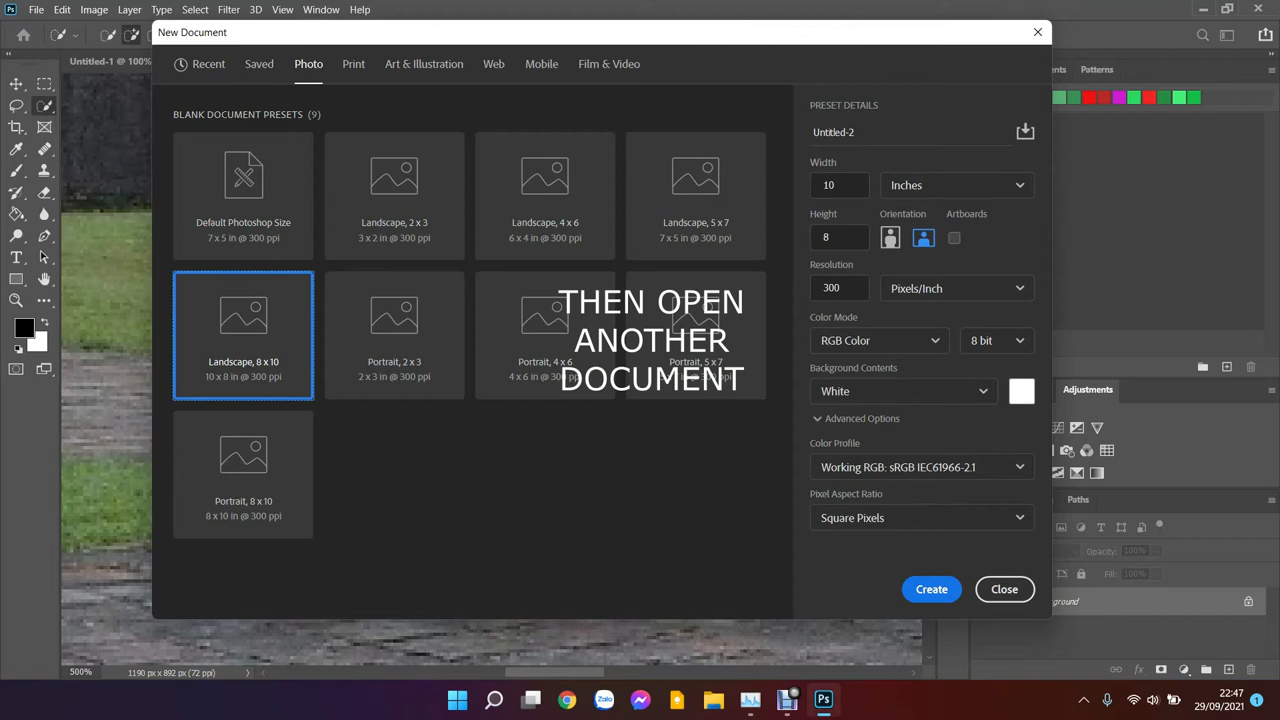 Ps File Edit Image Layer Type Select Filter 3D View Window Help
New Document
Recent Saved Photo Print Art & Illustration Web Mobile Film & Video
Untitled-1 @ 100%
Patterns
BLANK DOCUMENT PRESETS (9)
Default Photoshop Size
7 x 5 in @ 300 ppi
Landscape, 2 x 3
3 x 2 in @ 300 ppi
Landscape, 4 x 6
6 x 4 in @ 300 ppi
Landscape, 5 x 7
7 x 5 in @ 300 ppi
Landscape, 8 x 10
10 x 8 in @ 300 ppi
Portrait, 2 x 3
2 x 3 in @ 300 ppi
Portrait, 4 x 6
4 x 6 in @ 300 ppi
Portrait, 5 x 7
Portrait, 8 x 10
8 x 10 in @ 300 ppi
THEN OPEN
ANOTHER
DOCUMENT
PRESET DETAILS
Untitled-2
Width
10 Inches
Height Orientation Artboards
8
Resolution
300 Pixels/Inch
Color Mode
RGB Color 8 bit
Background Contents
White
Advanced Options
Color Profile
Working RGB: sRGB IEC61966-2.1
Pixel Aspect Ratio
Square Pixels
Create Close
Adjustments
Paths
Opacity: 100%
Fill: 100%
500% 1190 px x 892 px (72 ppi)
Zalo
Ps
22:47
29/09/2021